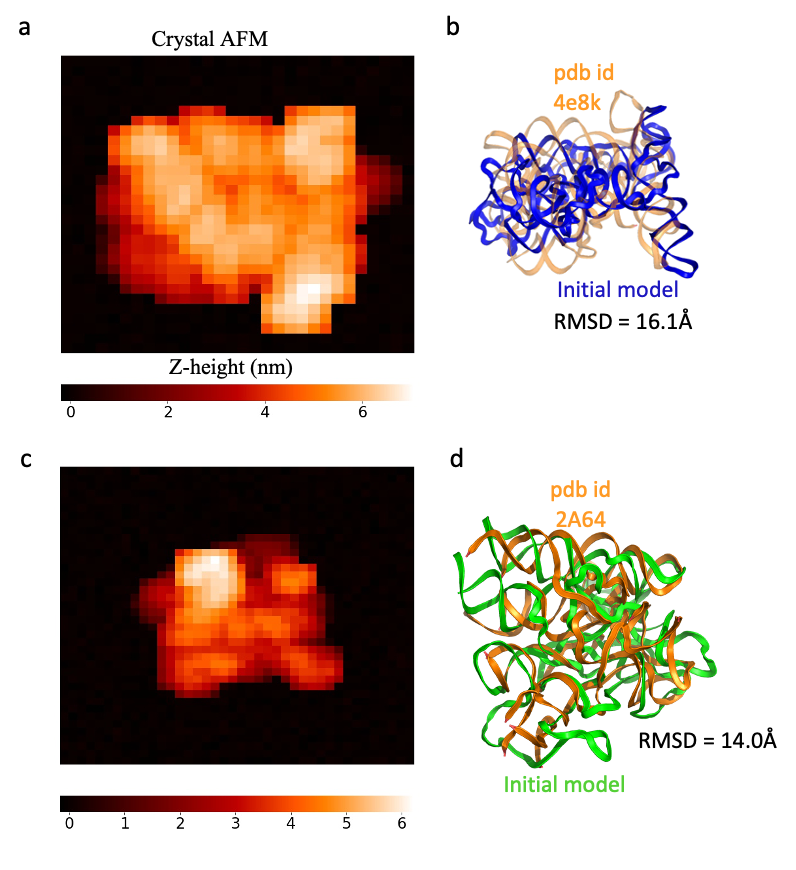 a
Crystal AFM
Z-height (nm)
0 2 4 6
b
pdb id
4e8k
Initial model
RMSD = 16.1Å
c
0 1 2 3 4 5 6
d
pdb id
2A64
RMSD = 14.0Å
Initial model